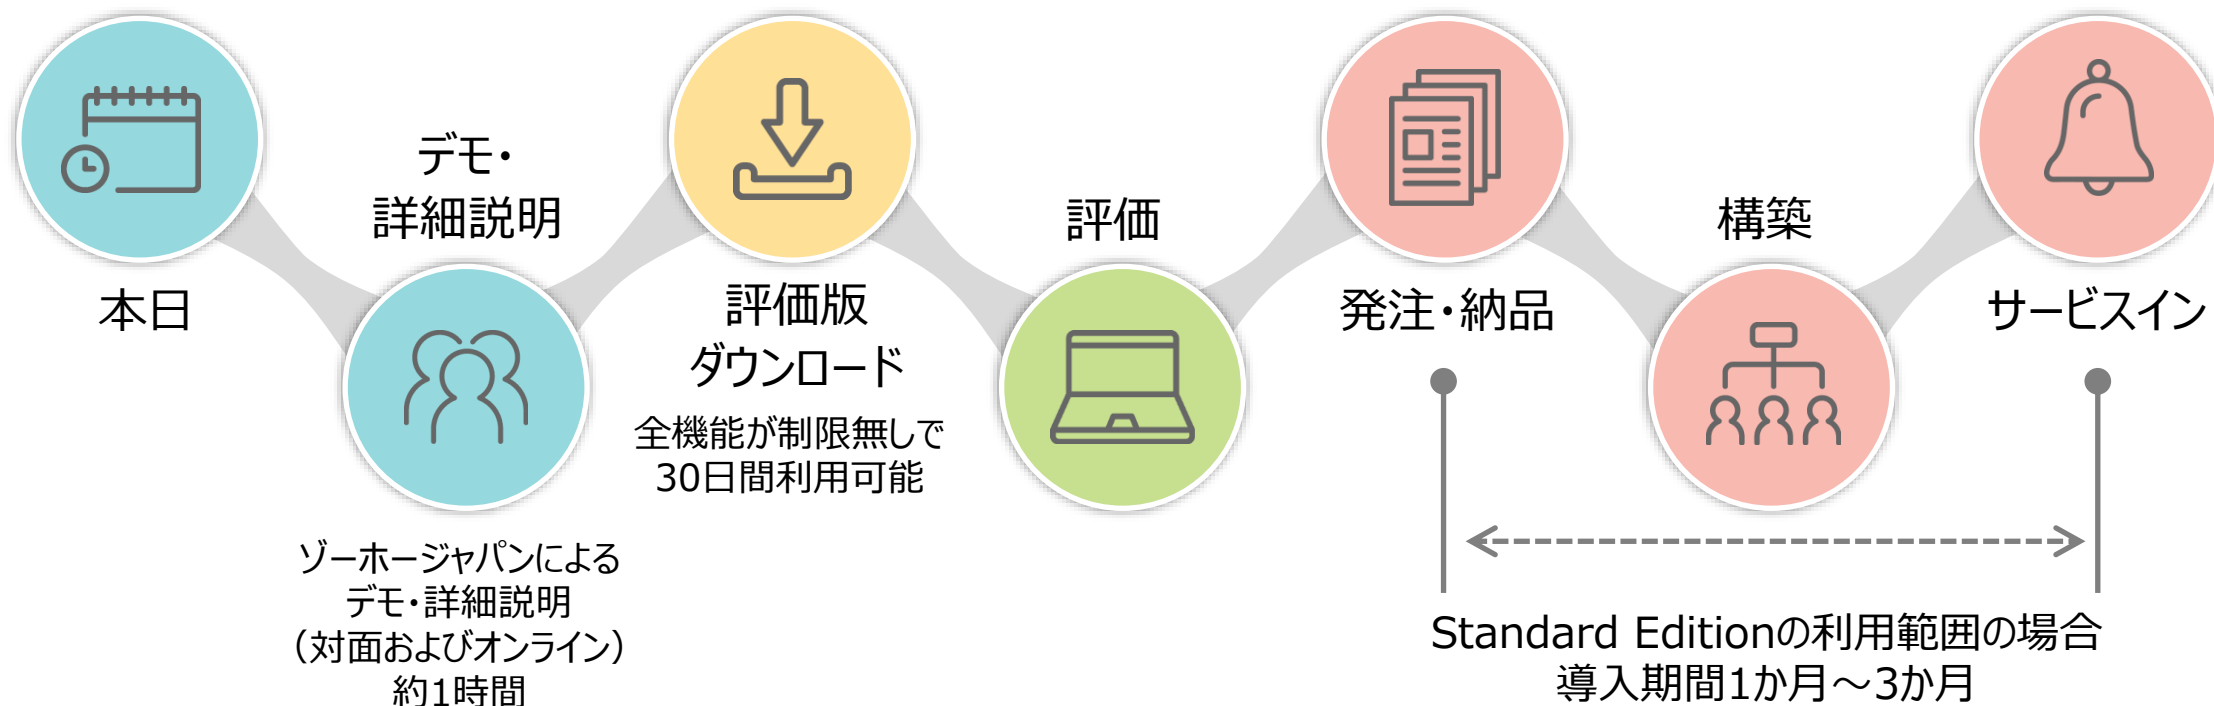 本日
デモ・
詳細説明
ゾーホージャパンによる
デモ・詳細説明
（対面およびオンライン）
約1時間
評価版
ダウンロード
全機能が制限無しで
30日間利用可能
評価
発注・納品
構築
サービスイン
Standard Editionの利用範囲の場合
導入期間1か月～3か月